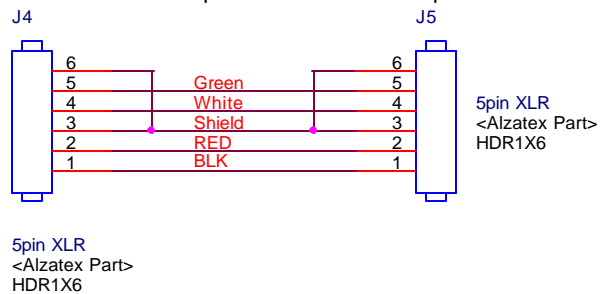 J4 J5
6 6
5 Green 5
4 White 4
3 Shield 3
2 RED 2
1 BLK 1
5pin XLR
<Alzatex Part>
HDR1X6
5pin XLR
<Alzatex Part>
HDR1X6